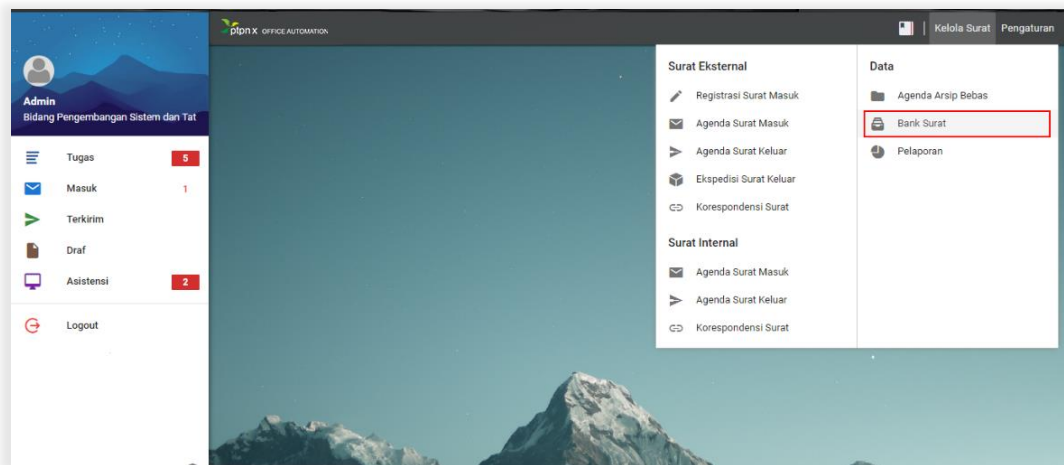 ptpn x OFFICE AUTOMATION
Kelola Surat
Pengaturan
Admin
Bidang Pengembangan Sistem dan Tat
Tugas 5
Masuk 1
Terkirim
Draf
Asistensi 2
Logout
Surat Eksternal
Registrasi Surat Masuk
Agenda Surat Masuk
Agenda Surat Keluar
Ekspedisi Surat Keluar
Korespondensi Surat
Surat Internal
Agenda Surat Masuk
Agenda Surat Keluar
Korespondensi Surat
Data
Agenda Arsip Bebas
Bank Surat
Pelaporan